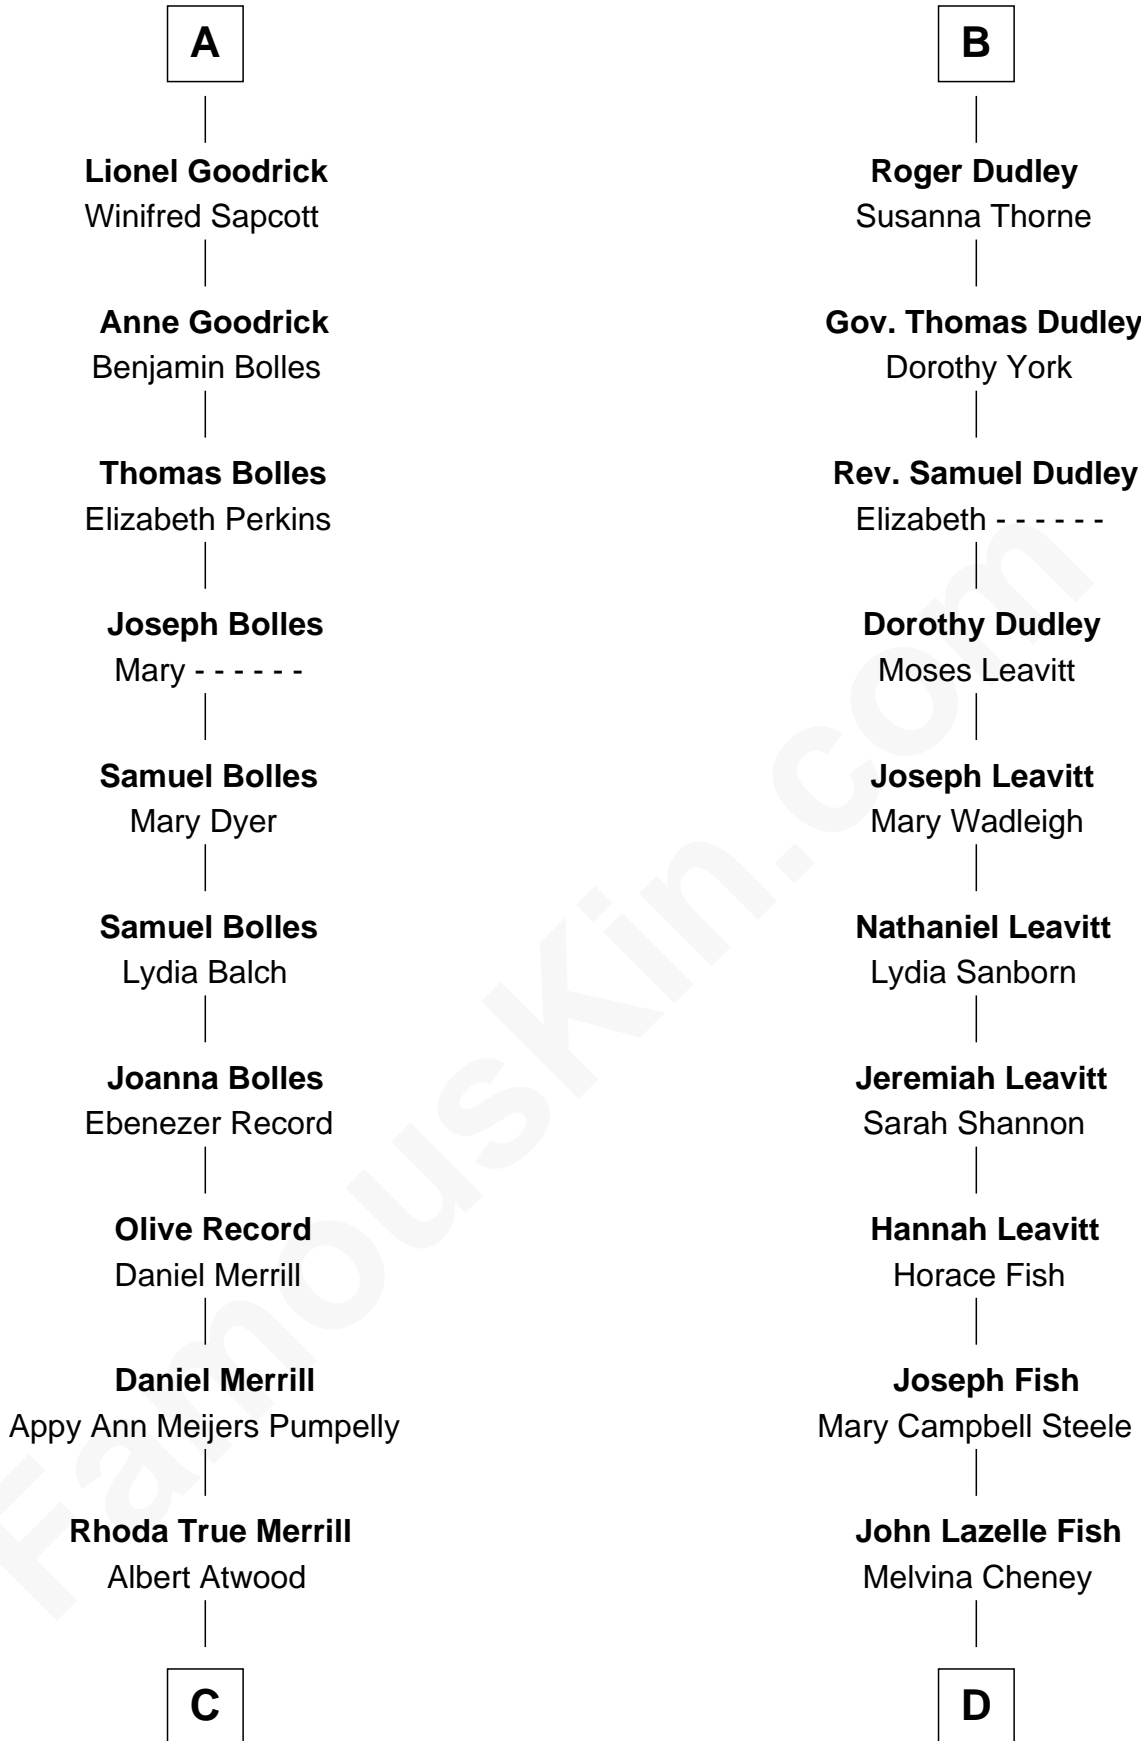 A
Lionel Goodrick
Winifred Sapcott
Anne Goodrick
Benjamin Bolles
Thomas Bolles
Elizabeth Perkins
Joseph Bolles
Mary - - - - - -
Samuel Bolles
Mary Dyer
Samuel Bolles
Lydia Balch
Joanna Bolles
Ebenezer Record
Olive Record
Daniel Merrill
Daniel Merrill
Appy Ann Meijers Pumpelly
Rhoda True Merrill
Albert Atwood
C
B
Roger Dudley
Susanna Thorne
Gov. Thomas Dudley
Dorothy York
Rev. Samuel Dudley
Elizabeth - - - - - -
Dorothy Dudley
Moses Leavitt
Joseph Leavitt
Mary Wadleigh
Nathaniel Leavitt
Lydia Sanborn
Jeremiah Leavitt
Sarah Shannon
Hannah Leavitt
Horace Fish
Joseph Fish
Mary Campbell Steele
John Lazelle Fish
Melvina Cheney
D
FamousKin.com